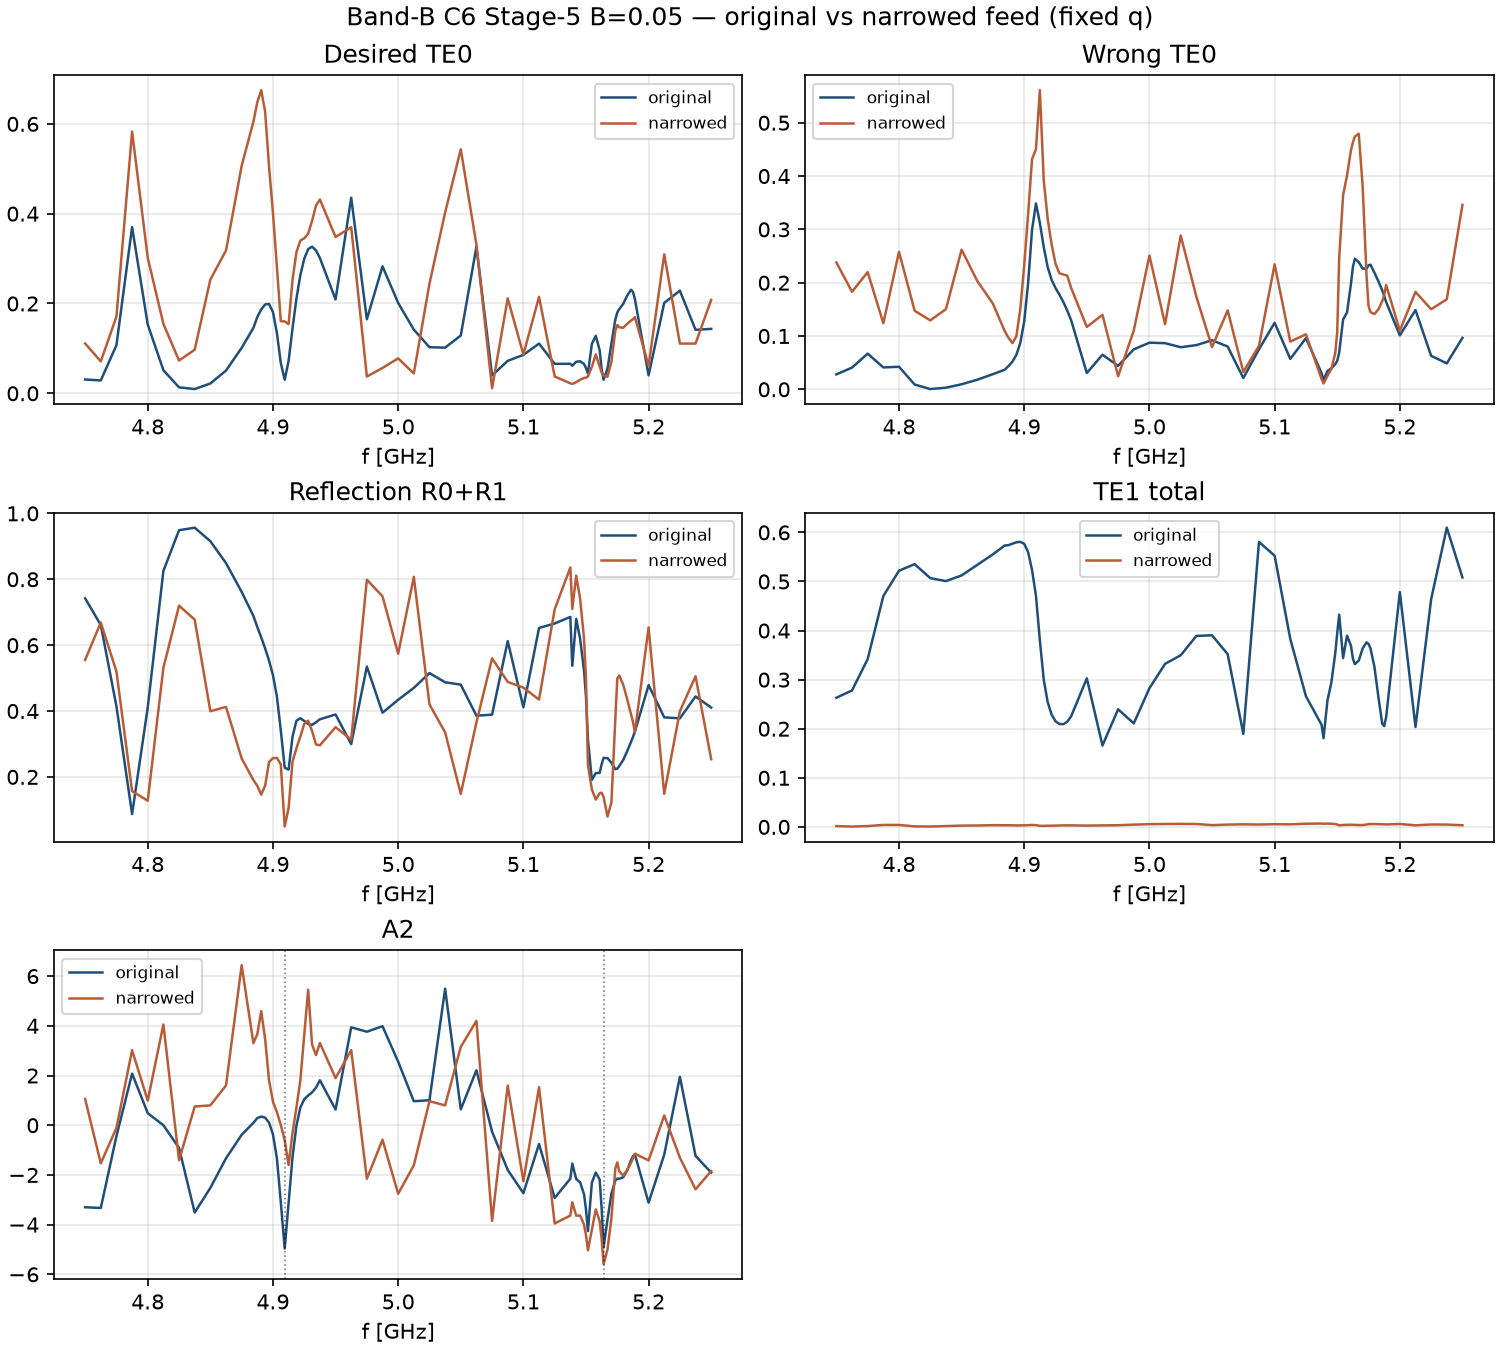 Band-B C6 Stage-5 B=0.05 — original vs narrowed feed (fixed q)
Desired TE0
original
narrowed
0.6
0.4
0.2
0.0
4.8 4.9 5.0 5.1 5.2
f [GHz]
Wrong TE0
original
narrowed
0.5
0.4
0.3
0.2
0.1
0.0
4.8 4.9 5.0 5.1 5.2
f [GHz]
Reflection R0+R1
original
narrowed
1.0
0.8
0.6
0.4
0.2
4.8 4.9 5.0 5.1 5.2
f [GHz]
TE1 total
original
narrowed
0.6
0.5
0.4
0.3
0.2
0.1
0.0
4.8 4.9 5.0 5.1 5.2
f [GHz]
A2
original
narrowed
6
4
2
0
−2
−4
−6
4.8 4.9 5.0 5.1 5.2
f [GHz]